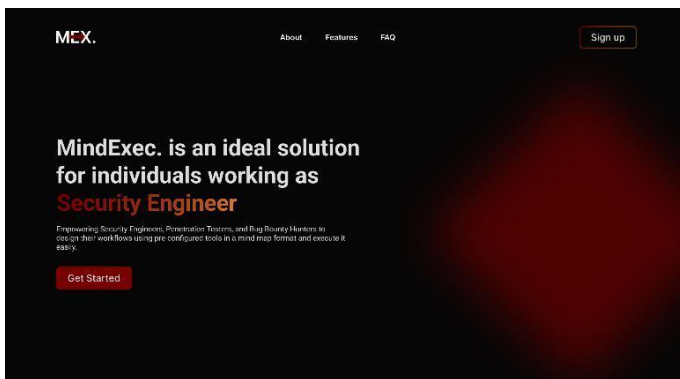 MEX.
About Features FAQ
Sign up
MindExec. is an ideal solution
for individuals working as
Security Engineer
Empowering Security Engineers, Penetration Testers, and Bug Bounty Hunters to
design their workflows using pre-configured tools in a mind map format and execute it
easily.
Get Started